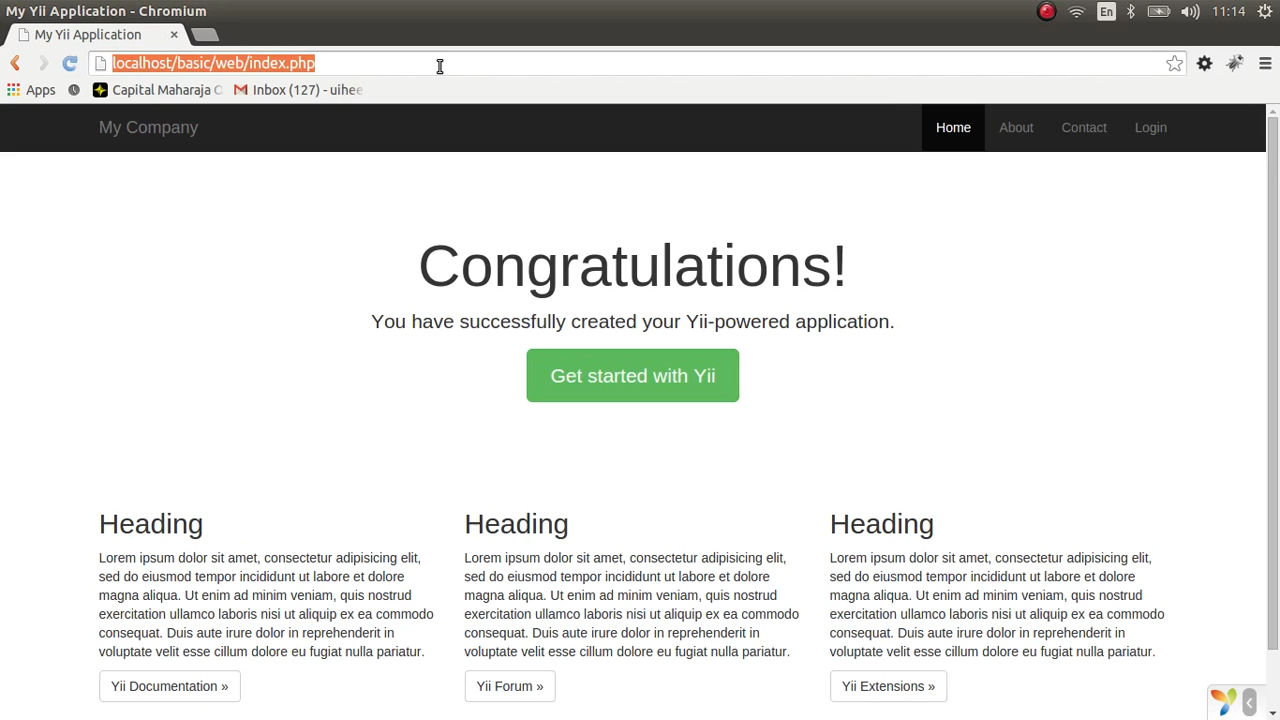 My Yii Application - Chromium
En
11:14
My Yii Application
localhost/basic/web/index.php
Apps
Capital Maharaja
Inbox (127) - uihee
My Company
Home
About
Contact
Login
Congratulations!
You have successfully created your Yii-powered application.
Get started with Yii
Heading
Lorem ipsum dolor sit amet, consectetur adipisicing elit,
sed do eiusmod tempor incididunt ut labore et dolore
magna aliqua. Ut enim ad minim veniam, quis nostrud
exercitation ullamco laboris nisi ut aliquip ex ea commodo
consequat. Duis aute irure dolor in reprehenderit in
voluptate velit esse cillum dolore eu fugiat nulla pariatur.
Yii Documentation »
Heading
Lorem ipsum dolor sit amet, consectetur adipisicing elit,
sed do eiusmod tempor incididunt ut labore et dolore
magna aliqua. Ut enim ad minim veniam, quis nostrud
exercitation ullamco laboris nisi ut aliquip ex ea commodo
consequat. Duis aute irure dolor in reprehenderit in
voluptate velit esse cillum dolore eu fugiat nulla pariatur.
Yii Forum »
Heading
Lorem ipsum dolor sit amet, consectetur adipisicing elit,
sed do eiusmod tempor incididunt ut labore et dolore
magna aliqua. Ut enim ad minim veniam, quis nostrud
exercitation ullamco laboris nisi ut aliquip ex ea commodo
consequat. Duis aute irure dolor in reprehenderit in
voluptate velit esse cillum dolore eu fugiat nulla pariatur.
Yii Extensions »